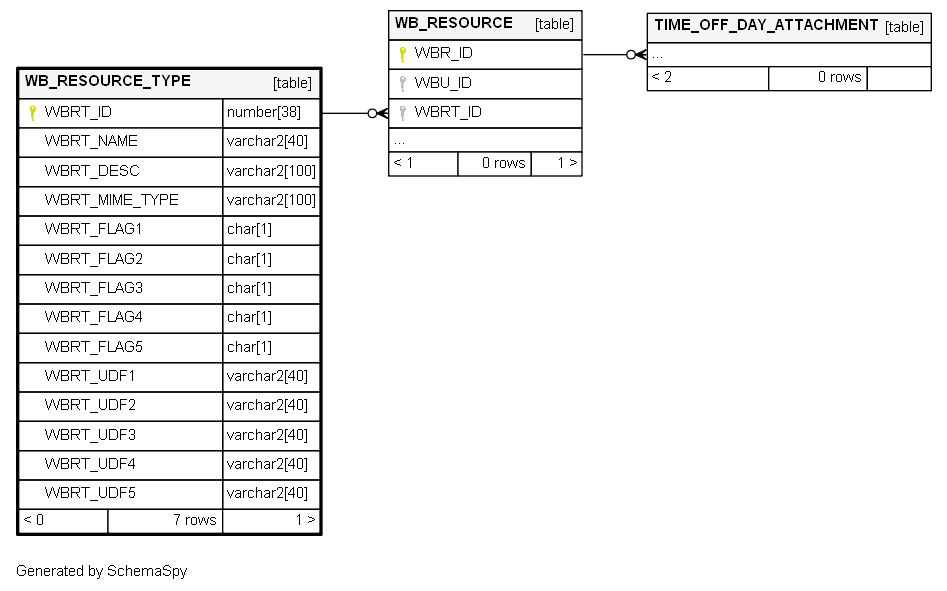 WB_RESOURCE_TYPE [table]
WBRT_ID number[38]
WBRT_NAME varchar2[40]
WBRT_DESC varchar2[100]
WBRT_MIME_TYPE varchar2[100]
WBRT_FLAG1 char[1]
WBRT_FLAG2 char[1]
WBRT_FLAG3 char[1]
WBRT_FLAG4 char[1]
WBRT_FLAG5 char[1]
WBRT_UDF1 varchar2[40]
WBRT_UDF2 varchar2[40]
WBRT_UDF3 varchar2[40]
WBRT_UDF4 varchar2[40]
WBRT_UDF5 varchar2[40]
< 0 7 rows 1 >
WB_RESOURCE [table]
WBR_ID
WBU_ID
WBRT_ID
...
< 1 0 rows 1 >
TIME_OFF_DAY_ATTACHMENT [table]
...
< 2 0 rows
Generated by SchemaSpy